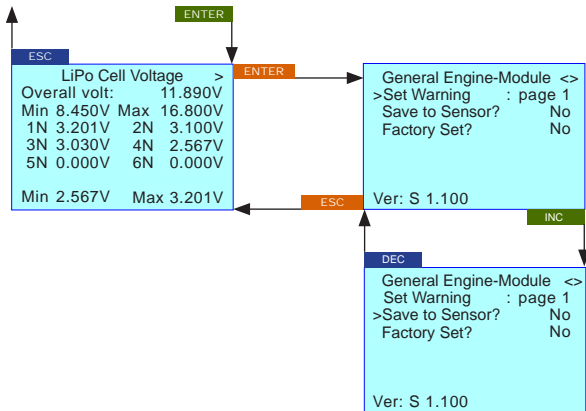 ENTER
ESC
LiPo Cell Voltage >
Overall volt: 11.890V
Min 8.450V Max 16.800V
1N 3.201V 2N 3.100V
3N 3.030V 4N 2.567V
5N 0.000V 6N 0.000V
Min 2.567V Max 3.201V
ENTER
General Engine-Module <>
>Set Warning : page 1
Save to Sensor? No
Factory Set? No
Ver: S 1.100
ESC
INC
DEC
General Engine-Module <>
Set Warning : page 1
>Save to Sensor? No
Factory Set? No
Ver: S 1.100